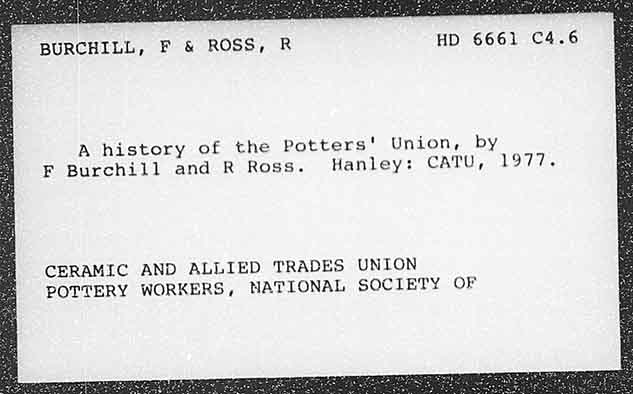 BURCHILL, F & ROSS, R HD 6661 C4.6
A history of the Potters' Union, by
F Burchill and R Ross. Hanley: CATU, 1977.
CERAMIC AND ALLIED TRADES UNION
POTTERY WORKERS, NATIONAL SOCIETY OF